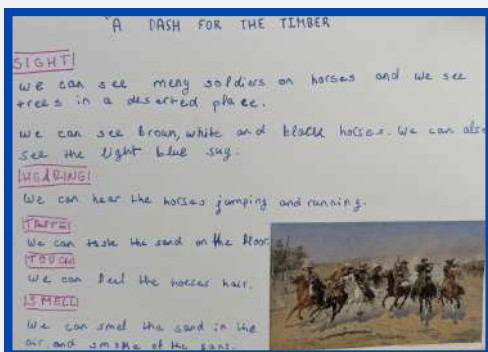 A DASH FOR THE TIMBER
SIGHT
We can see meny soldiers on horses and we see
trees in a deserted place.
We can see brown, white and black horses. We can also
see the light blue say.
HEARING
We can hear the horses jumping and running.
TASTE
We can taste the sand on the floor.
TOUCH
We can feel the horses hair.
SMELL
We can smel the sand in the
air and smoke of the